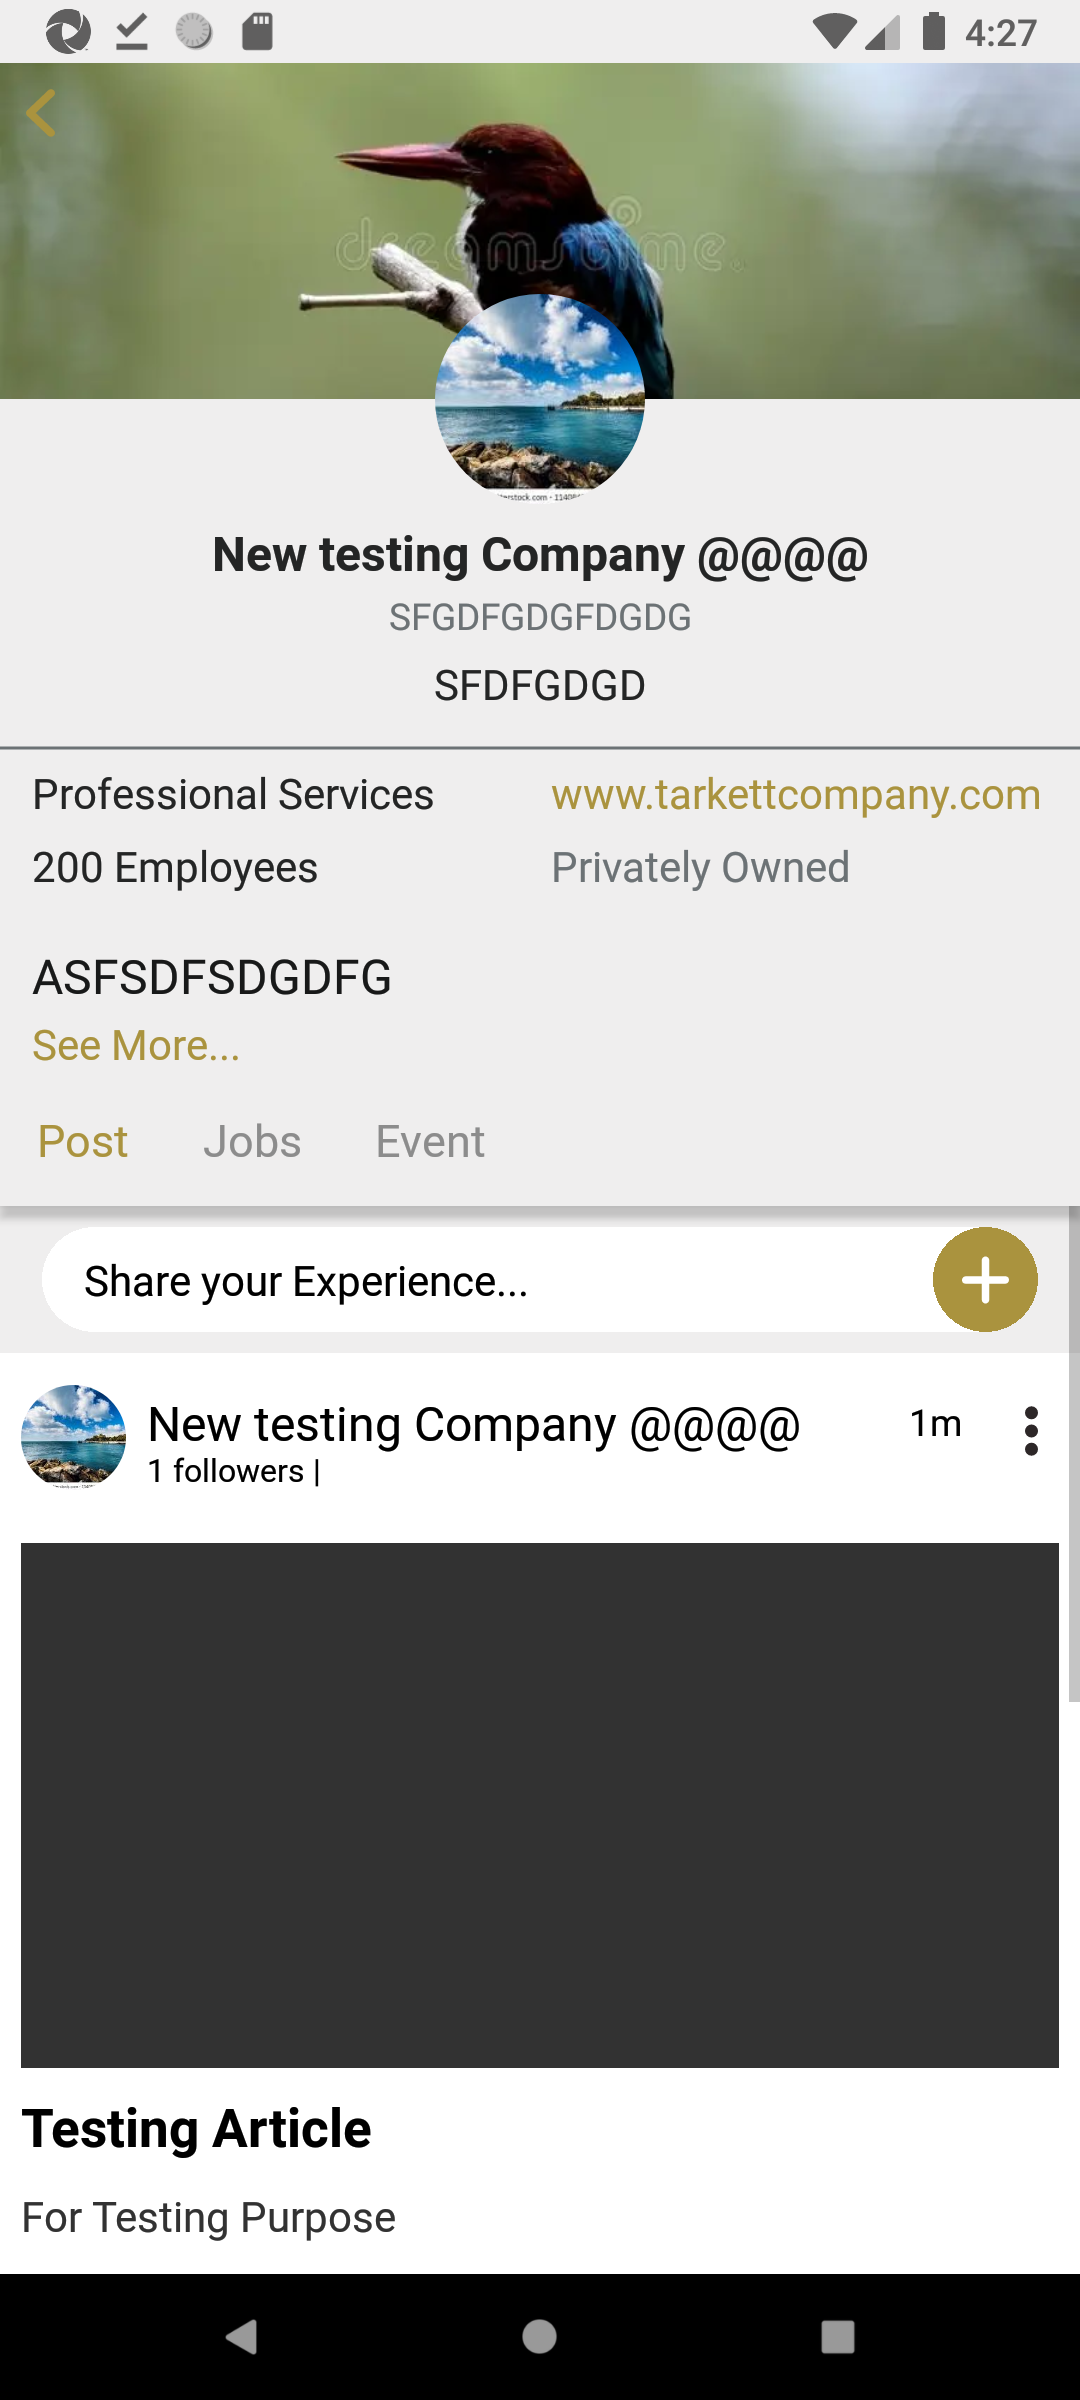 4:27
dreamstime.
New testing Company @@@@
SFGDFGDGFDGDG
SFDFGDGD
Professional Services
www.tarkettcompany.com
200 Employees
Privately Owned
ASFSDFSDGDFG
See More...
Post Jobs Event
Share your Experience...
New testing Company @@@@
1m
1 followers |
Testing Article
For Testing Purpose